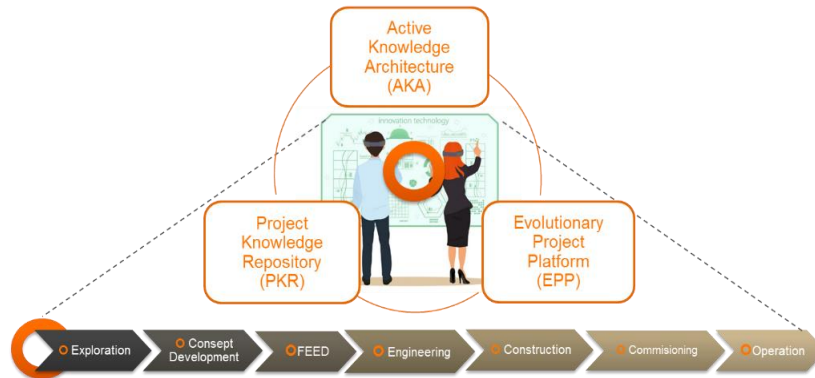 Active
Knowledge
Architecture
(AKA)
innovation technology
Project
Knowledge
Repository
(PKR)
Evolutionary
Project
Platform
(EPP)
Exploration
Consept
Development
FEED
Engineering
Construction
Commisioning
Operation